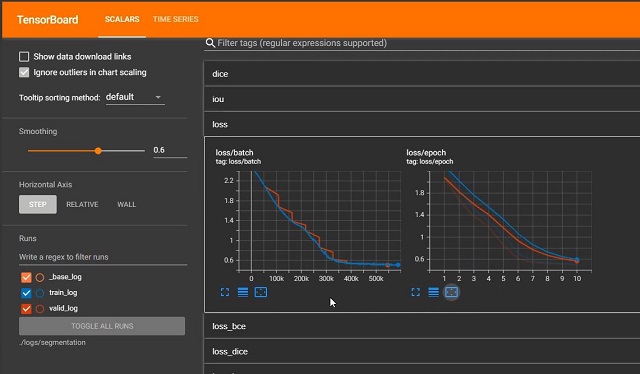 TensorBoard
SCALARS
TIME SERIES
Show data download links
Ignore outliers in chart scaling
Tooltip sorting method: default
Smoothing
0.6
Horizontal Axis
STEP
RELATIVE
WALL
Runs
Write a regex to filter runs
_base_log
train_log
valid_log
TOGGLE ALL RUNS
./logs/segmentation
Filter tags (regular expressions supported)
dice
iou
loss
loss/batch
tag: loss/batch
2.2
1.8
1.4
1
0.6
0 100k 200k 300k 400k 500k
loss/epoch
tag: loss/epoch
1.8
1.4
1
0.6
1 2 3 4 5 6 7 8 9 10
loss_bce
loss_dice